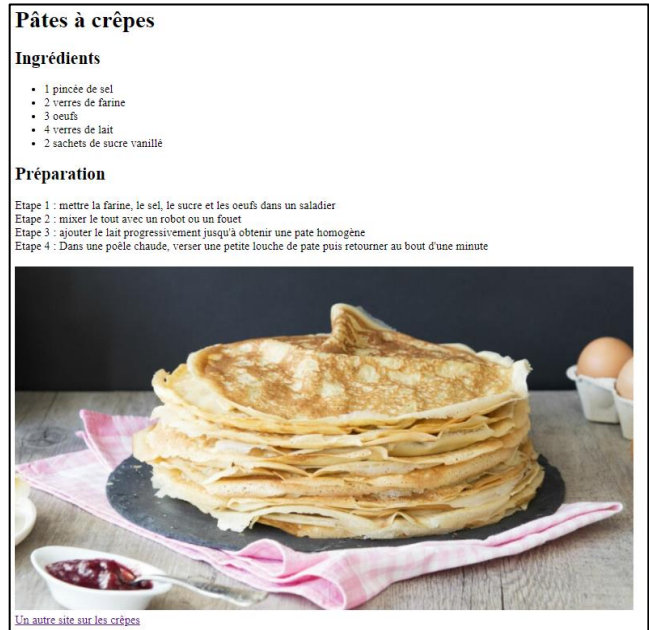 Pâtes à crêpes
Ingrédients
1 pincée de sel
2 verres de farine
3 oeufs
4 verres de lait
2 sachets de sucre vanillé
Préparation
Etape 1 : mettre la farine, le sel, le sucre et les oeufs dans un saladier
Etape 2 : mixer le tout avec un robot ou un fouet
Etape 3 : ajouter le lait progressivement jusqu'à obtenir une pate homogène
Etape 4 : Dans une poêle chaude, verser une petite louche de pate puis retourner au bout d'une minute
Un autre site sur les crêpes